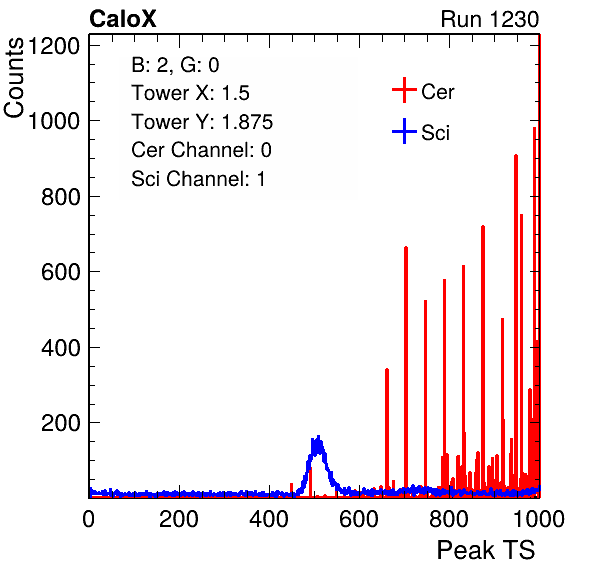 CaloX Run 1230
Counts
B: 2, G: 0
Tower X: 1.5
Tower Y: 1.875
Cer Channel: 0
Sci Channel: 1
Cer
Sci
1200
1000
800
600
400
200
0 200 400 600 800 1000
Peak TS